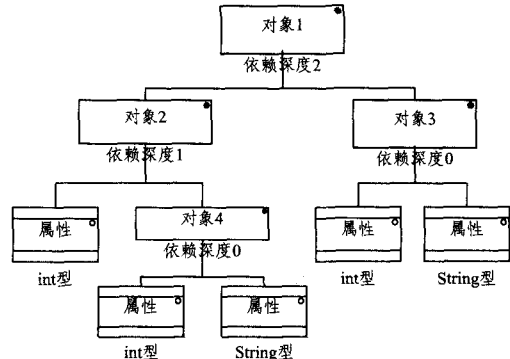 对象1
依赖深度2
对象2
对象3
依赖深度1
依赖深度0
属性
对象4
属性
属性
依赖深度0
int型
int型
String型
属性
属性
int型
String型